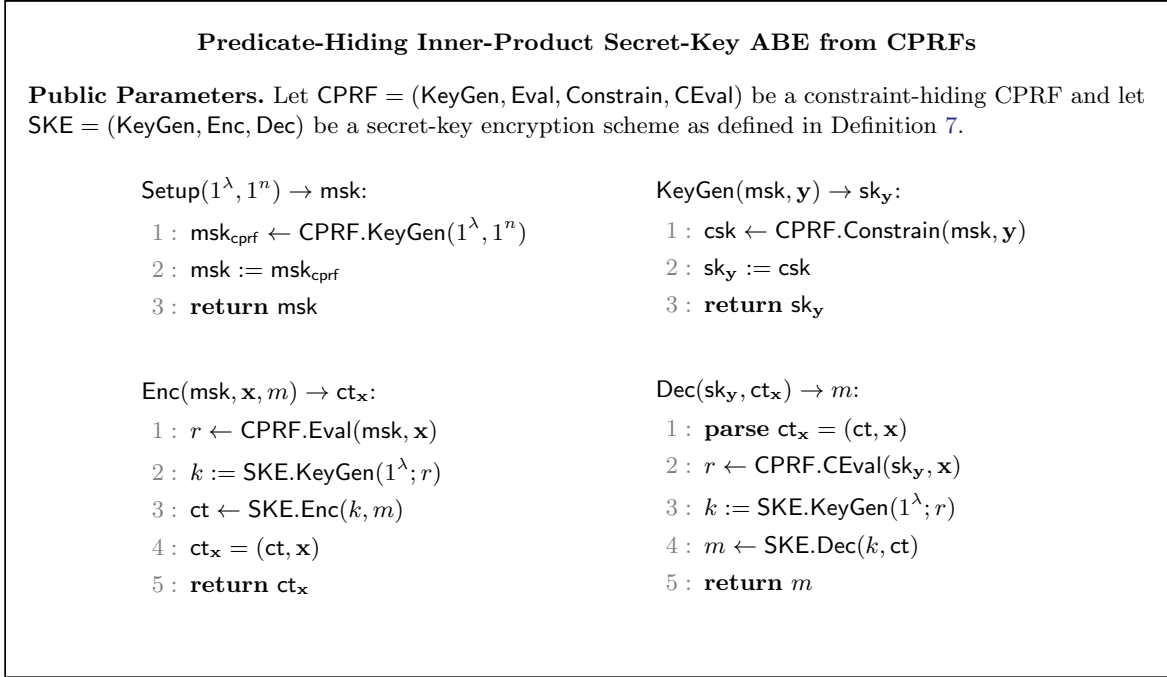 Predicate-Hiding Inner-Product Secret-Key ABE from CPRFs
Public Parameters. Let CPRF = (KeyGen, Eval, Constrain, CEval) be a constraint-hiding CPRF and let
SKE = (KeyGen, Enc, Dec) be a secret-key encryption scheme as defined in Definition 7.
Setup(1^λ, 1^n) → msk:
1 : msk_cprf ← CPRF.KeyGen(1^λ, 1^n)
2 : msk := msk_cprf
3 : return msk
KeyGen(msk, y) → sk_y:
1 : csk ← CPRF.Constrain(msk, y)
2 : sk_y := csk
3 : return sk_y
Enc(msk, x, m) → ct_x:
1 : r ← CPRF.Eval(msk, x)
2 : k := SKE.KeyGen(1^λ; r)
3 : ct ← SKE.Enc(k, m)
4 : ct_x = (ct, x)
5 : return ct_x
Dec(sk_y, ct_x) → m:
1 : parse ct_x = (ct, x)
2 : r ← CPRF.CEval(sk_y, x)
3 : k := SKE.KeyGen(1^λ; r)
4 : m ← SKE.Dec(k, ct)
5 : return m